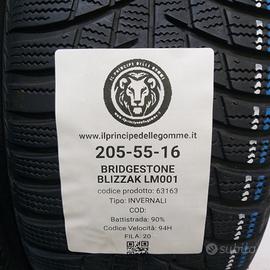 IL PRINCIPE DELLE GOMME
www.ilprincipedellegomme.it
205-55-16
BRIDGESTONE
BLIZZAK LM001
codice prodotto: 63163
Tipo: INVERNALI
COD:
Battistrada: 90%
Codice Velocità: 94H
FILA: 20
subito